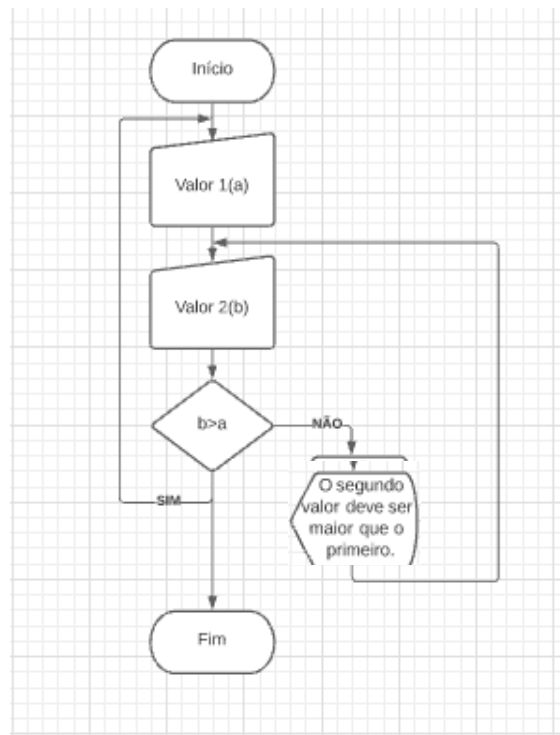 Início
Valor 1(a)
Valor 2(b)
b>a
NÃO
O segundo
valor deve ser
maior que o
primeiro.
SIM
Fim